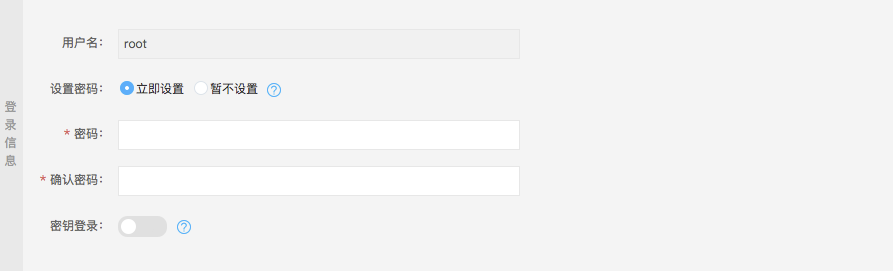 登录信息
用户名： root
设置密码： 立即设置 暂不设置 ?
* 密码：
* 确认密码：
密钥登录： ?